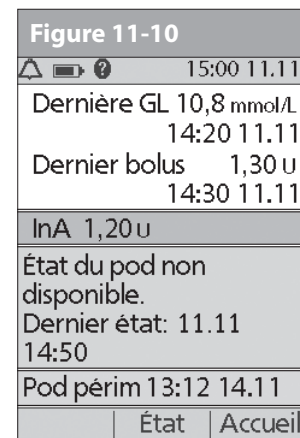 Figure 11-10
? 15:00 11.11
Dernière GL 10,8 mmol/L
14:20 11.11
Dernier bolus 1,30 U
14:30 11.11
InA 1,20 U
État du pod non
disponible.
Dernier état: 11.11
14:50
Pod périm 13:12 14.11
État Accueil